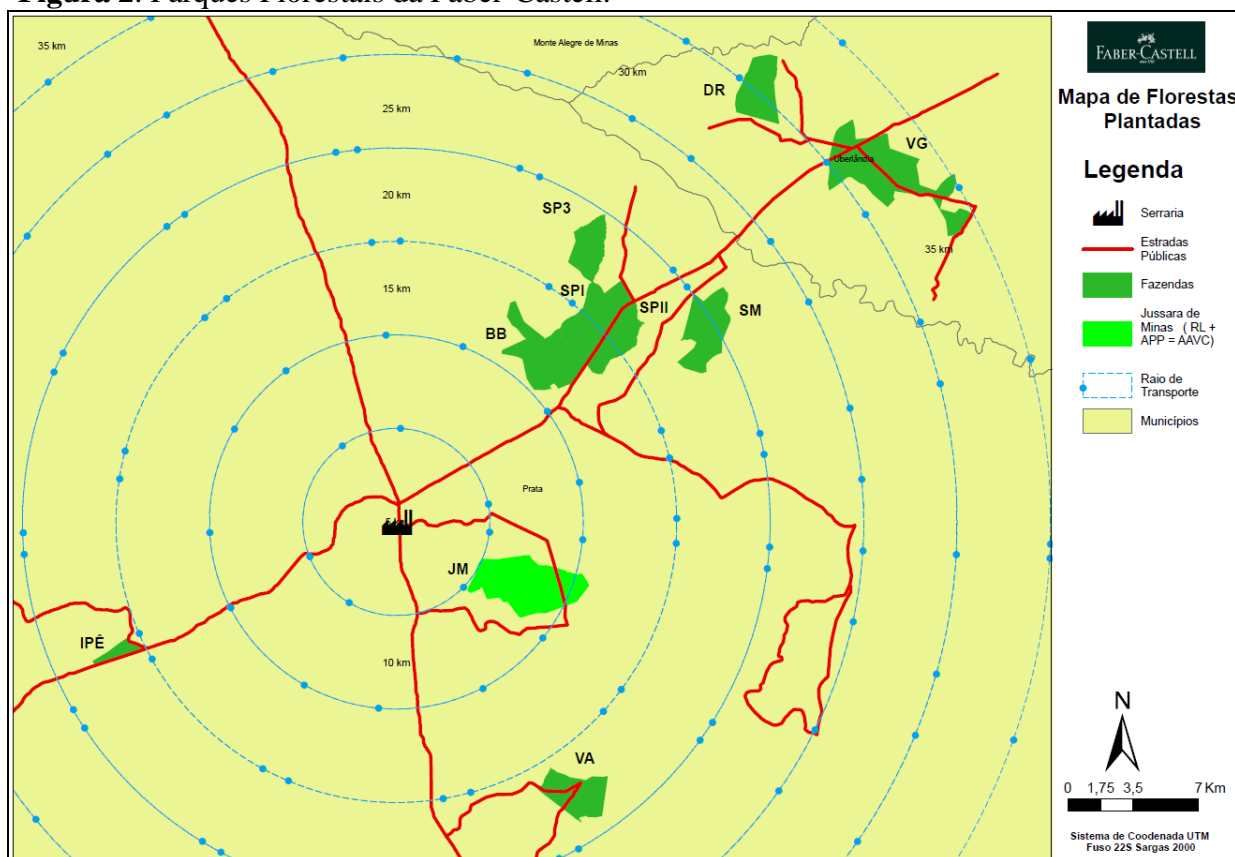 Figura 2. Parques Florestais da Faber-Castell.
35 km
Monte Alegre de Minas
30 km
DR
25 km
VG
Uberlândia
20 km
SP3
35 km
15 km
SPI
SPII
SM
BB
Prata
JM
IPÊ
10 km
VA
FABER-CASTELL
since 1761
Mapa de Florestas
Plantadas
Legenda
Serraria
Estradas
Públicas
Fazendas
Jussara de
Minas ( RL +
APP = AAVC)
Raio de
Transporte
Municípios
N
0 1,75 3,5 7 Km
Sistema de Coodenada UTM
Fuso 22S Sargas 2000